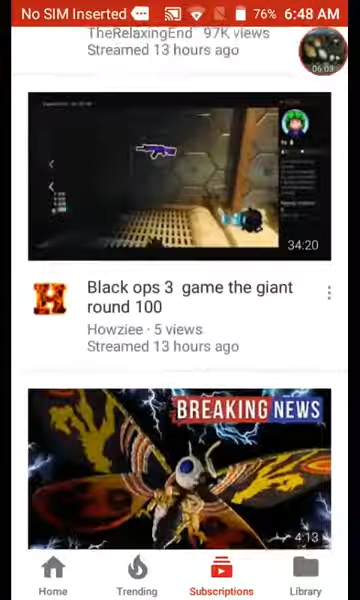 No SIM Inserted 76% 6:48 AM
TheRelaxingEnd 97K views
Streamed 13 hours ago
06:03
34:20
H
Black ops 3 game the giant
round 100
Howziee · 5 views
Streamed 13 hours ago
BREAKING NEWS
4:13
Home Trending Subscriptions Library